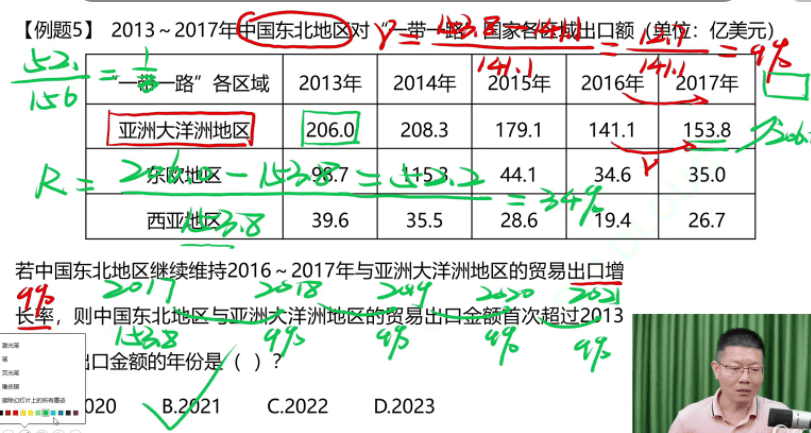 【例题5】 2013～2017年中国东北地区对“一带一路”国家各区域出口额（单位：亿美元）
r = 153.8 - 141.1 / 141.1 = 12.7 / 141.1 = 9%
52. / 156 = 1/3
“一带一路”各区域 2013年 2014年 2015年 2016年 2017年
亚洲大洋洲地区 206.0 208.3 179.1 141.1 153.8
R = 206.0 - 153.8 / 153.8 = 52.2 = 34%
东欧地区 98.7 115.3 44.1 34.6 35.0
西亚地区 39.6 35.5 28.6 19.4 26.7
若中国东北地区继续维持2016～2017年与亚洲大洋洲地区的贸易出口增
9% 2017 2018 2019 2020 2021
长率，则中国东北地区与亚洲大洋洲地区的贸易出口金额首次超过2013
153.8 9% 9% 9% 9%
出口金额的年份是（ ）？
激光笔
笔
荧光笔
橡皮擦
擦除幻灯片上的所有墨迹
020 B.2021 C.2022 D.2023